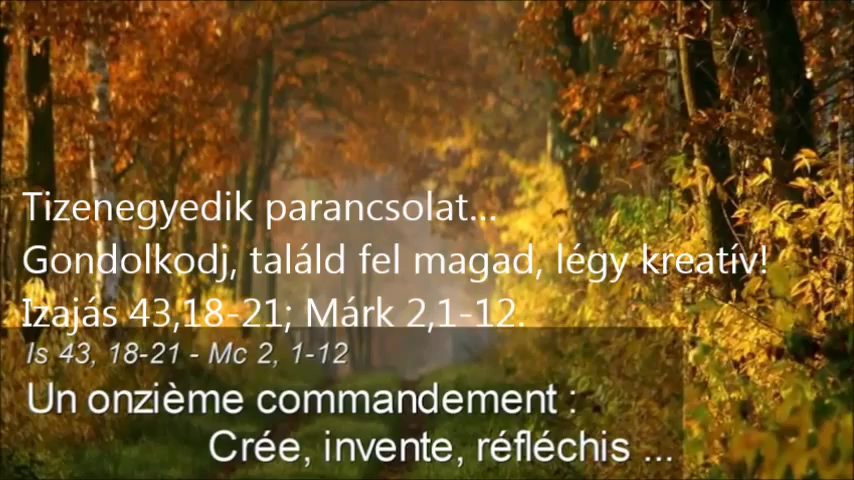 Tizenegyedik parancsolat...
Gondolkodj, találd fel magad, légy kreatív!
Izajás 43,18-21; Márk 2,1-12.
Is 43, 18-21 - Mc 2, 1-12
Un onzième commandement :
Crée, invente, réfléchis ...